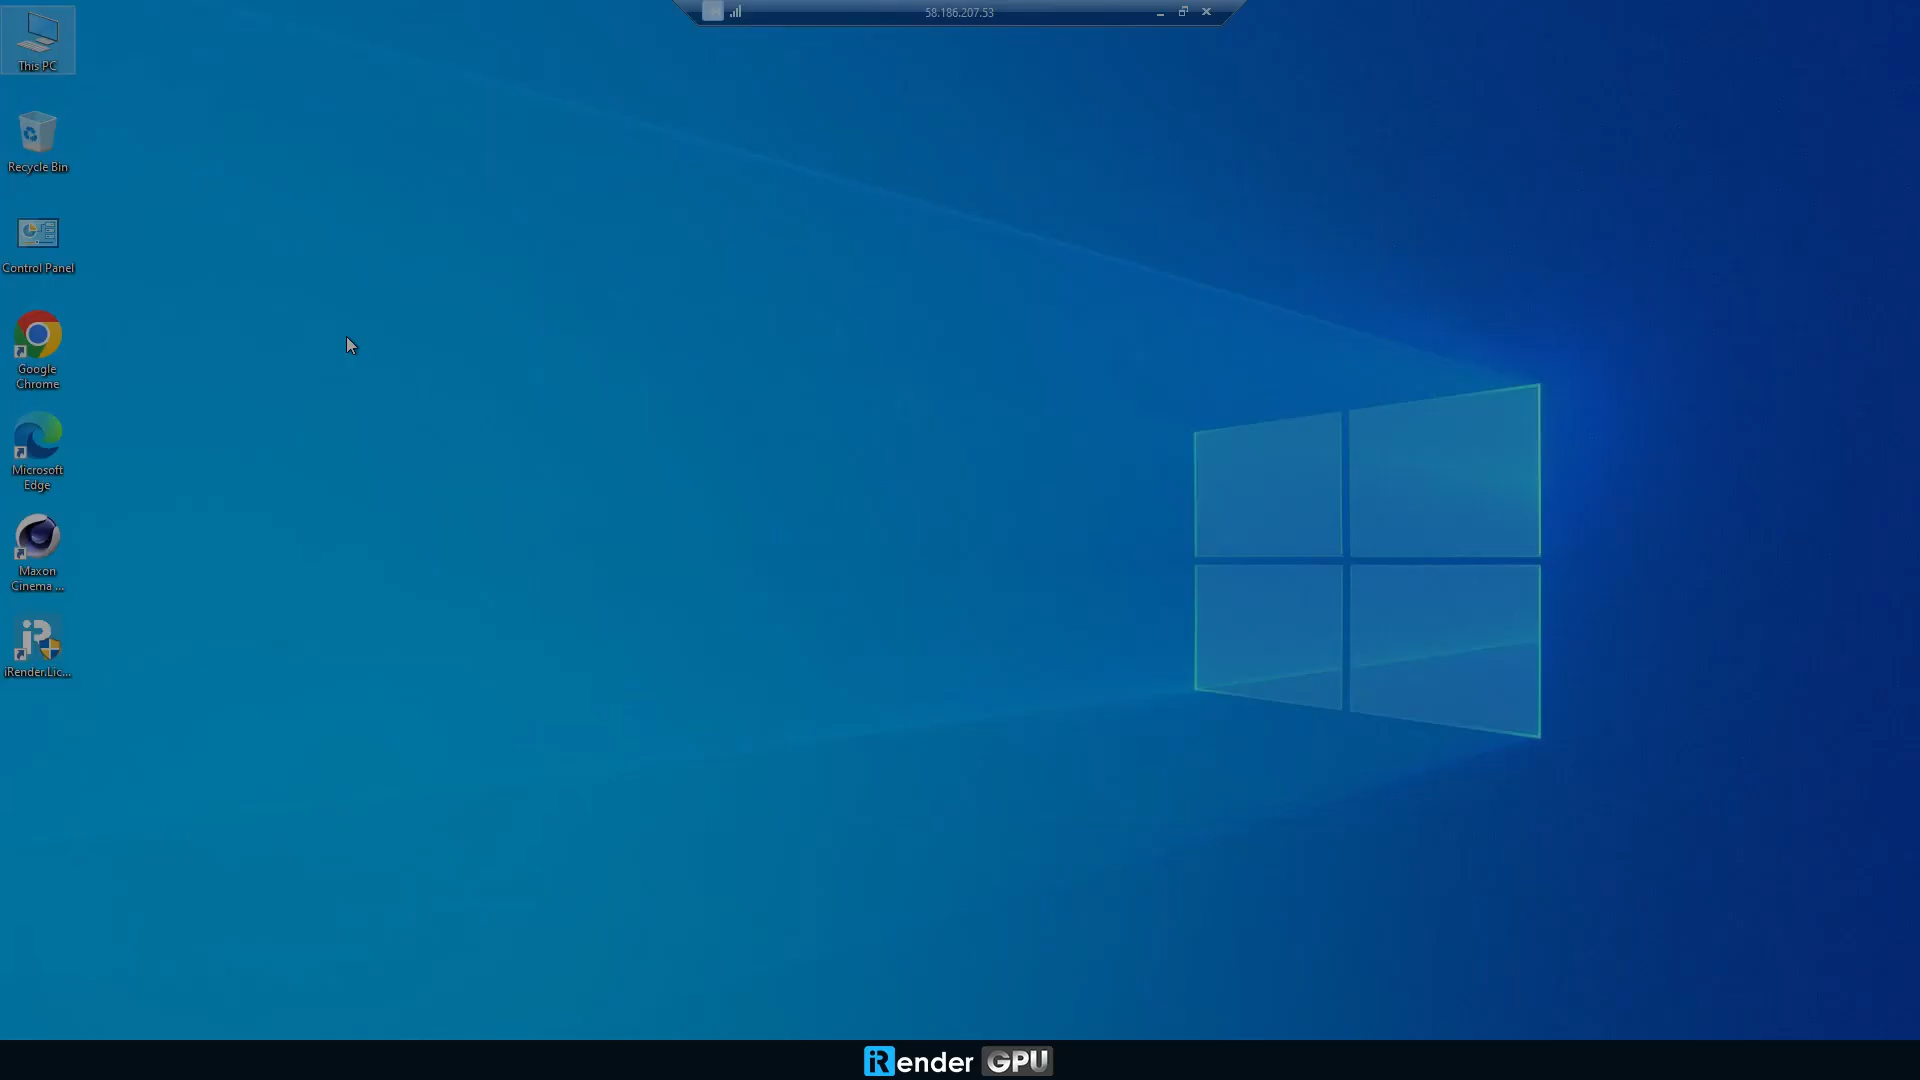 58.186.207.53
This PC
Recycle Bin
Control Panel
Google
Chrome
Microsoft
Edge
Maxon
Cinema ...
iRender.Lic...
iRender GPU